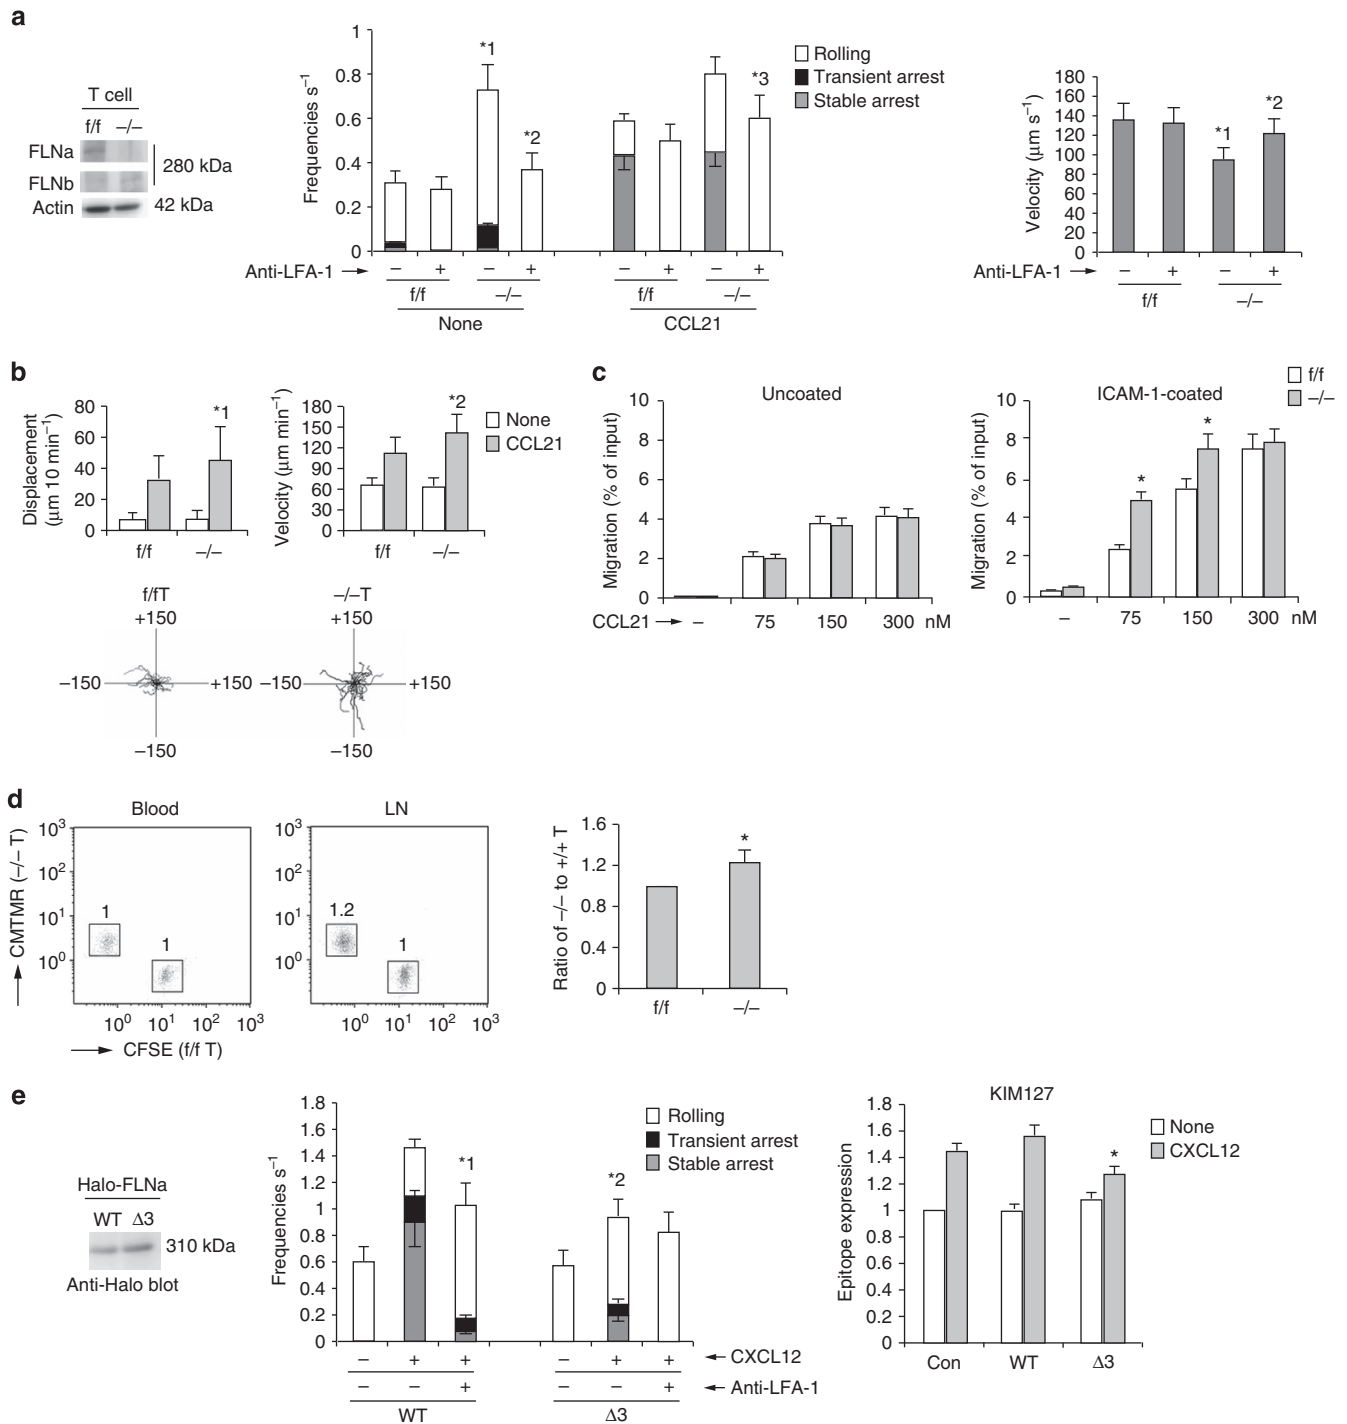 a
T cell
f/f –/–
FLNa
FLNb
280 kDa
Actin
42 kDa
Frequencies s⁻¹
1
0.8
0.6
0.4
0.2
0
*1
*2
*3
Rolling
Transient arrest
Stable arrest
Anti-LFA-1 → – + – + – + – +
f/f –/– f/f –/–
None CCL21
Velocity (μm s⁻¹)
180
160
140
120
100
80
60
40
20
0
*1
*2
Anti-LFA-1 → – + – +
f/f –/–
b
Displacement
(μm 10 min⁻¹)
80
60
40
20
0
*1
f/f –/–
Velocity (μm min⁻¹)
180
150
120
90
60
30
0
*2
f/f –/–
None
CCL21
f/fT
+150
–150 +150
–150
–/–T
+150
–150 +150
–150
c
Uncoated
Migration (% of input)
10
8
6
4
2
0
CCL21 → – 75 150 300 nM
ICAM-1-coated
f/f
–/–
Migration (% of input)
10
8
6
4
2
0
*
*
– 75 150 300 nM
d
Blood
CMTMR (–/– T)
10³
10²
10¹
10⁰
1
1
10⁰ 10¹ 10² 10³
CFSE (f/f T)
LN
10³
10²
10¹
10⁰
1.2
1
10⁰ 10¹ 10² 10³
Ratio of –/– to +/+ T
1.6
1.2
0.8
0.4
0
*
f/f –/–
e
Halo-FLNa
WT Δ3
310 kDa
Anti-Halo blot
Frequencies s⁻¹
1.8
1.6
1.4
1.2
1
0.8
0.6
0.4
0.2
0
*1
*2
Rolling
Transient arrest
Stable arrest
– + + – + + ← CXCL12
– – + – – + ← Anti-LFA-1
WT Δ3
KIM127
Epitope expression
1.8
1.6
1.4
1.2
1
0.8
0.6
0.4
0.2
0
*
None
CXCL12
Con WT Δ3